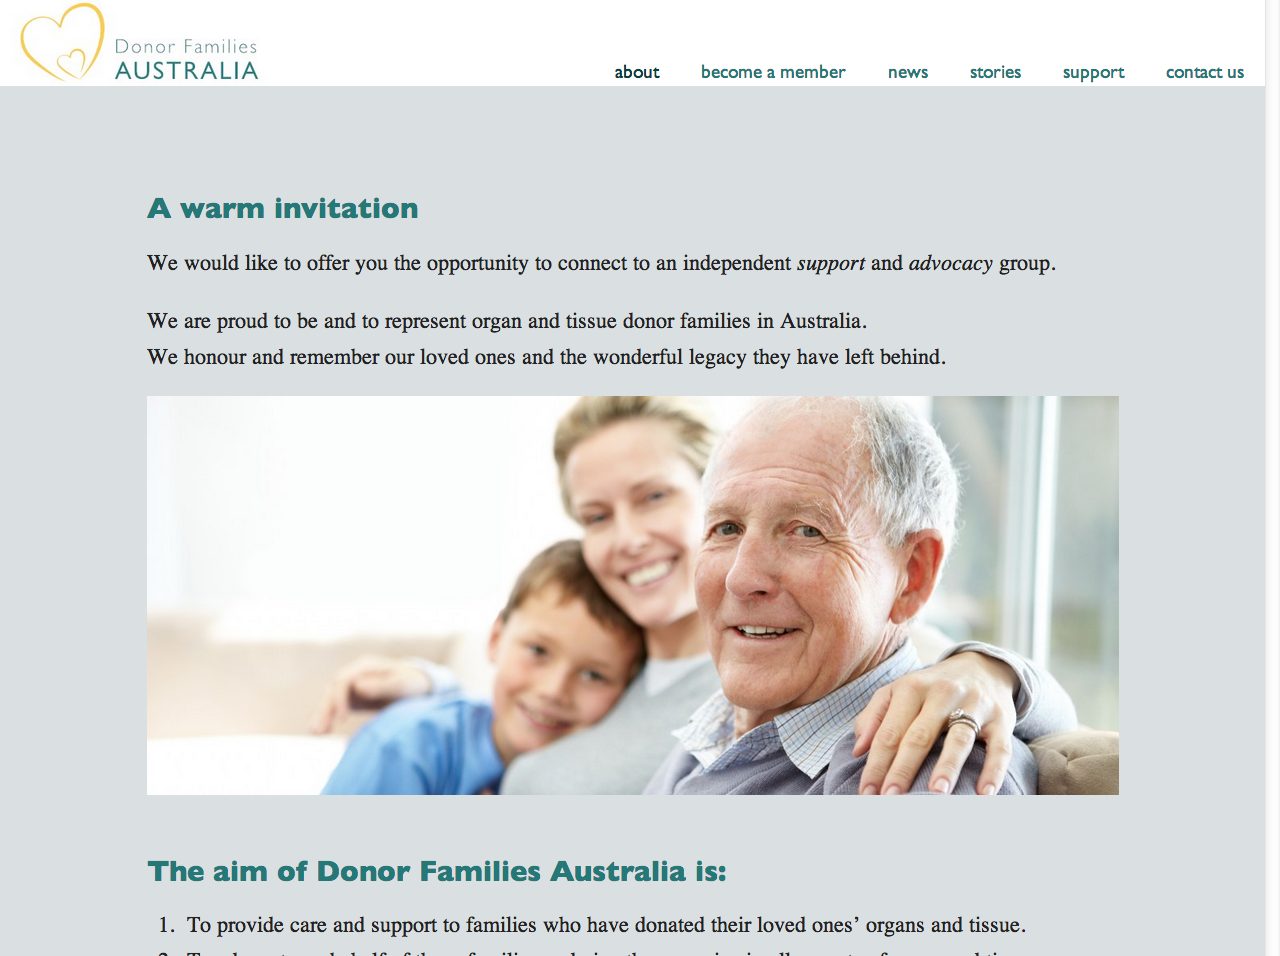 Donor Families
AUSTRALIA
about become a member news stories support contact us
A warm invitation
We would like to offer you the opportunity to connect to an independent support and advocacy group.
We are proud to be and to represent organ and tissue donor families in Australia.
We honour and remember our loved ones and the wonderful legacy they have left behind.
The aim of Donor Families Australia is:
1. To provide care and support to families who have donated their loved ones’ organs and tissue.